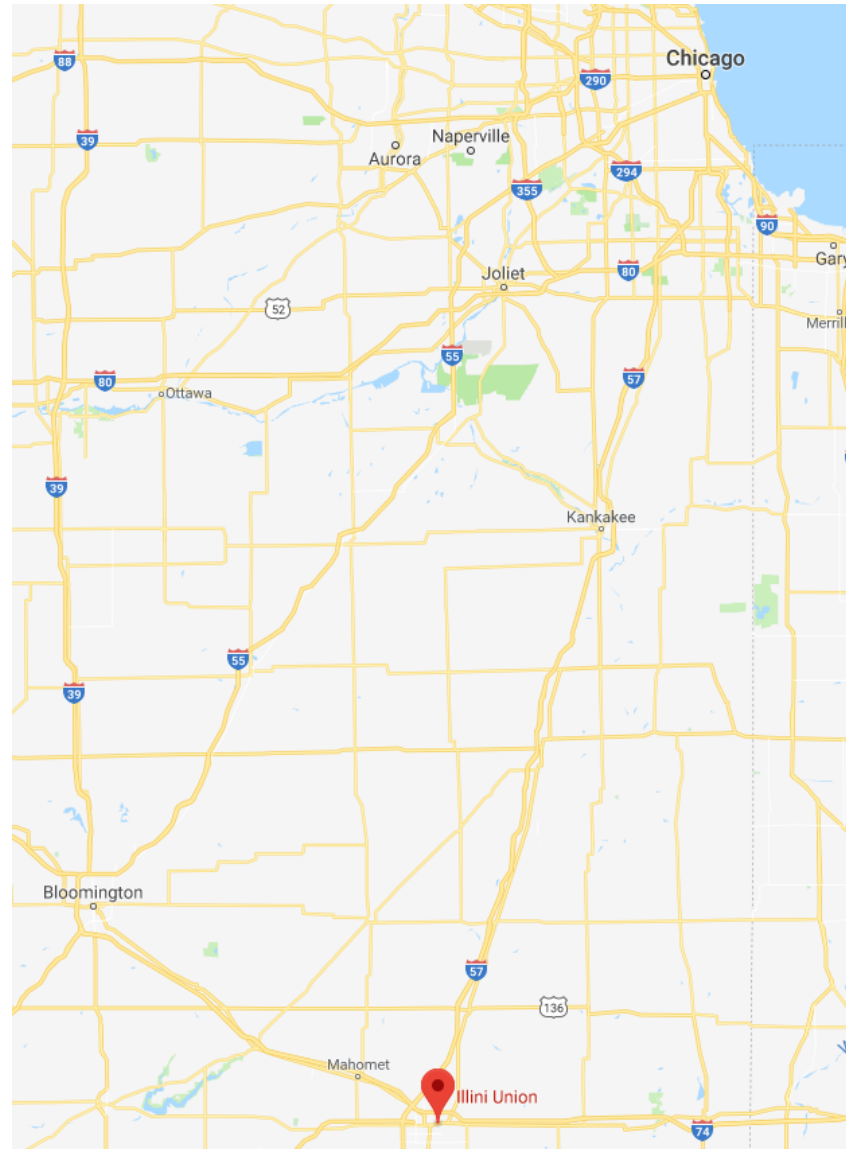 Chicago
88
290
39
Naperville
Aurora
294
355
90
Gary
Joliet
80
52
Merrill
55
57
80
Ottawa
39
Kankakee
55
39
Bloomington
57
136
Mahomet
Illini Union
74